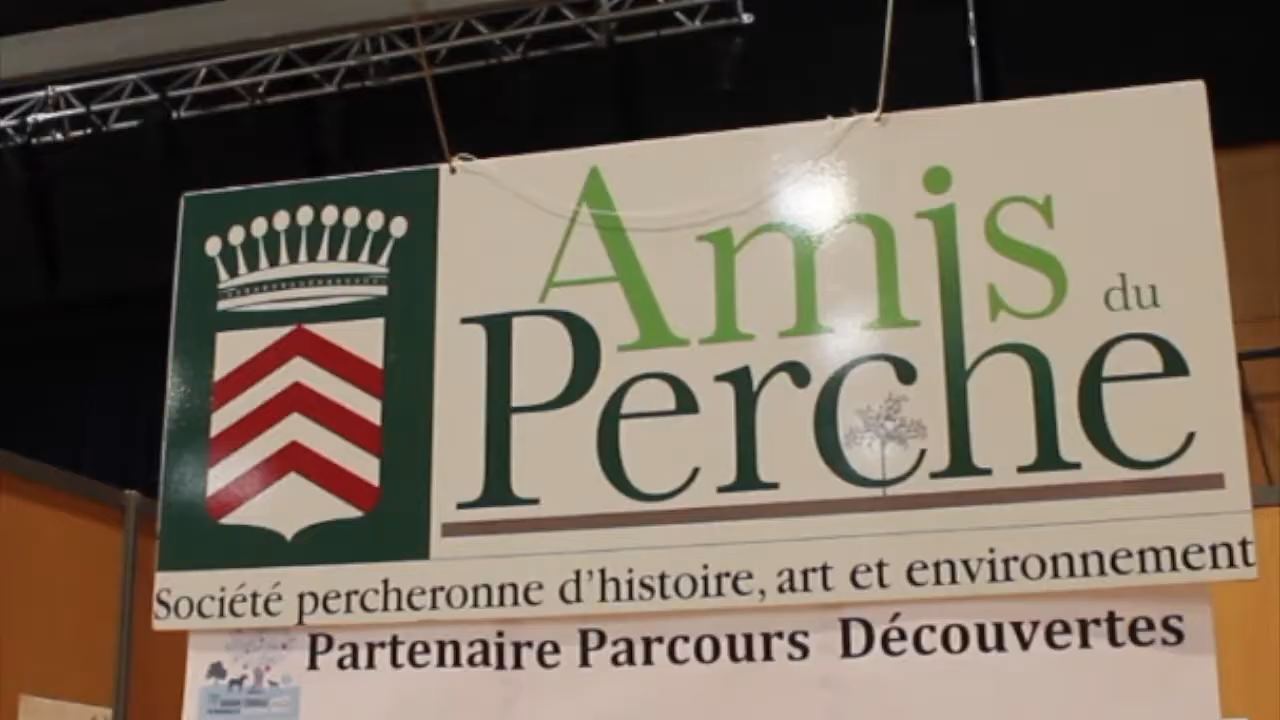 Amis du
Perche
Société percheronne d'histoire, art et environnement
Partenaire Parcours Découvertes